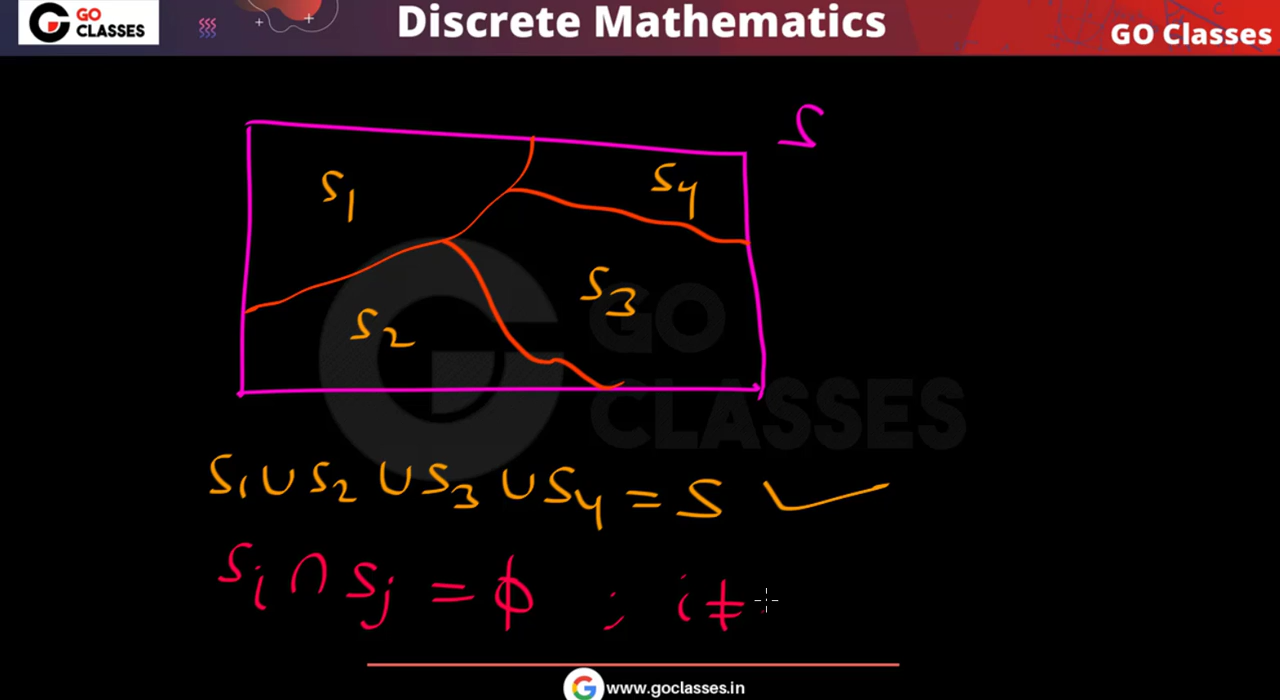 GO
CLASSES
Discrete Mathematics
GO Classes
S
S1
S4
S3
S2
GO
CLASSES
S1 ∪ S2 ∪ S3 ∪ S4 = S ✓
Si ∩ Sj = ϕ ; i ≠
www.goclasses.in